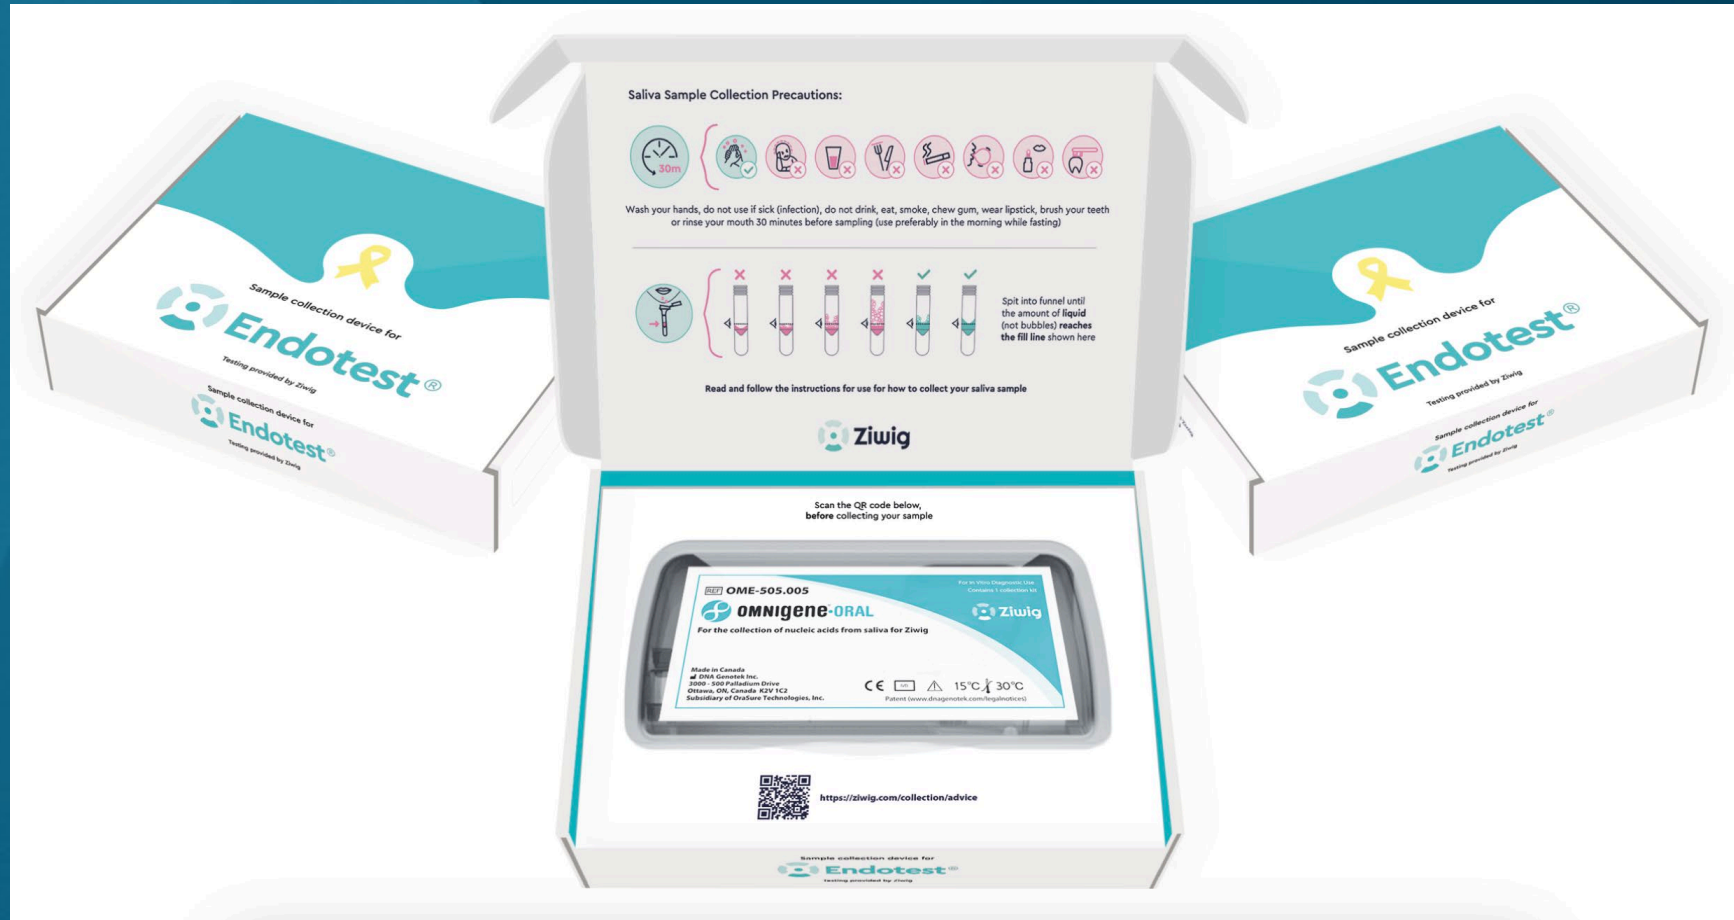 Saliva Sample Collection Precautions:
30m
Wash your hands, do not use if sick (infection), do not drink, eat, smoke, chew gum, wear lipstick, brush your teeth
or rinse your mouth 30 minutes before sampling (use preferably in the morning while fasting)
Spit into funnel until
the amount of liquid
(not bubbles) reaches
the fill line shown here
Read and follow the instructions for use for how to collect your saliva sample
Ziwig
Sample collection device for
Endotest®
Testing provided by Ziwig
Sample collection device for
Endotest®
Testing provided by Ziwig
Sample collection device for
Endotest®
Testing provided by Ziwig
Sample collection device for
Endotest®
Testing provided by Ziwig
Scan the QR code below,
before collecting your sample
REF OME-505.005
OMNIgene·ORAL
For the collection of nucleic acids from saliva for Ziwig
For In Vitro Diagnostic Use
Contains 1 collection kit
Ziwig
Made in Canada
DNA Genotek Inc.
3000 - 500 Palladium Drive
Ottawa, ON, Canada K2V 1C2
Subsidiary of OraSure Technologies, Inc.
CE 15°C 30°C
Patent (www.dnagenotek.com/legalnotices)
https://ziwig.com/collection/advice
Sample collection device for
Endotest®
Testing provided by Ziwig